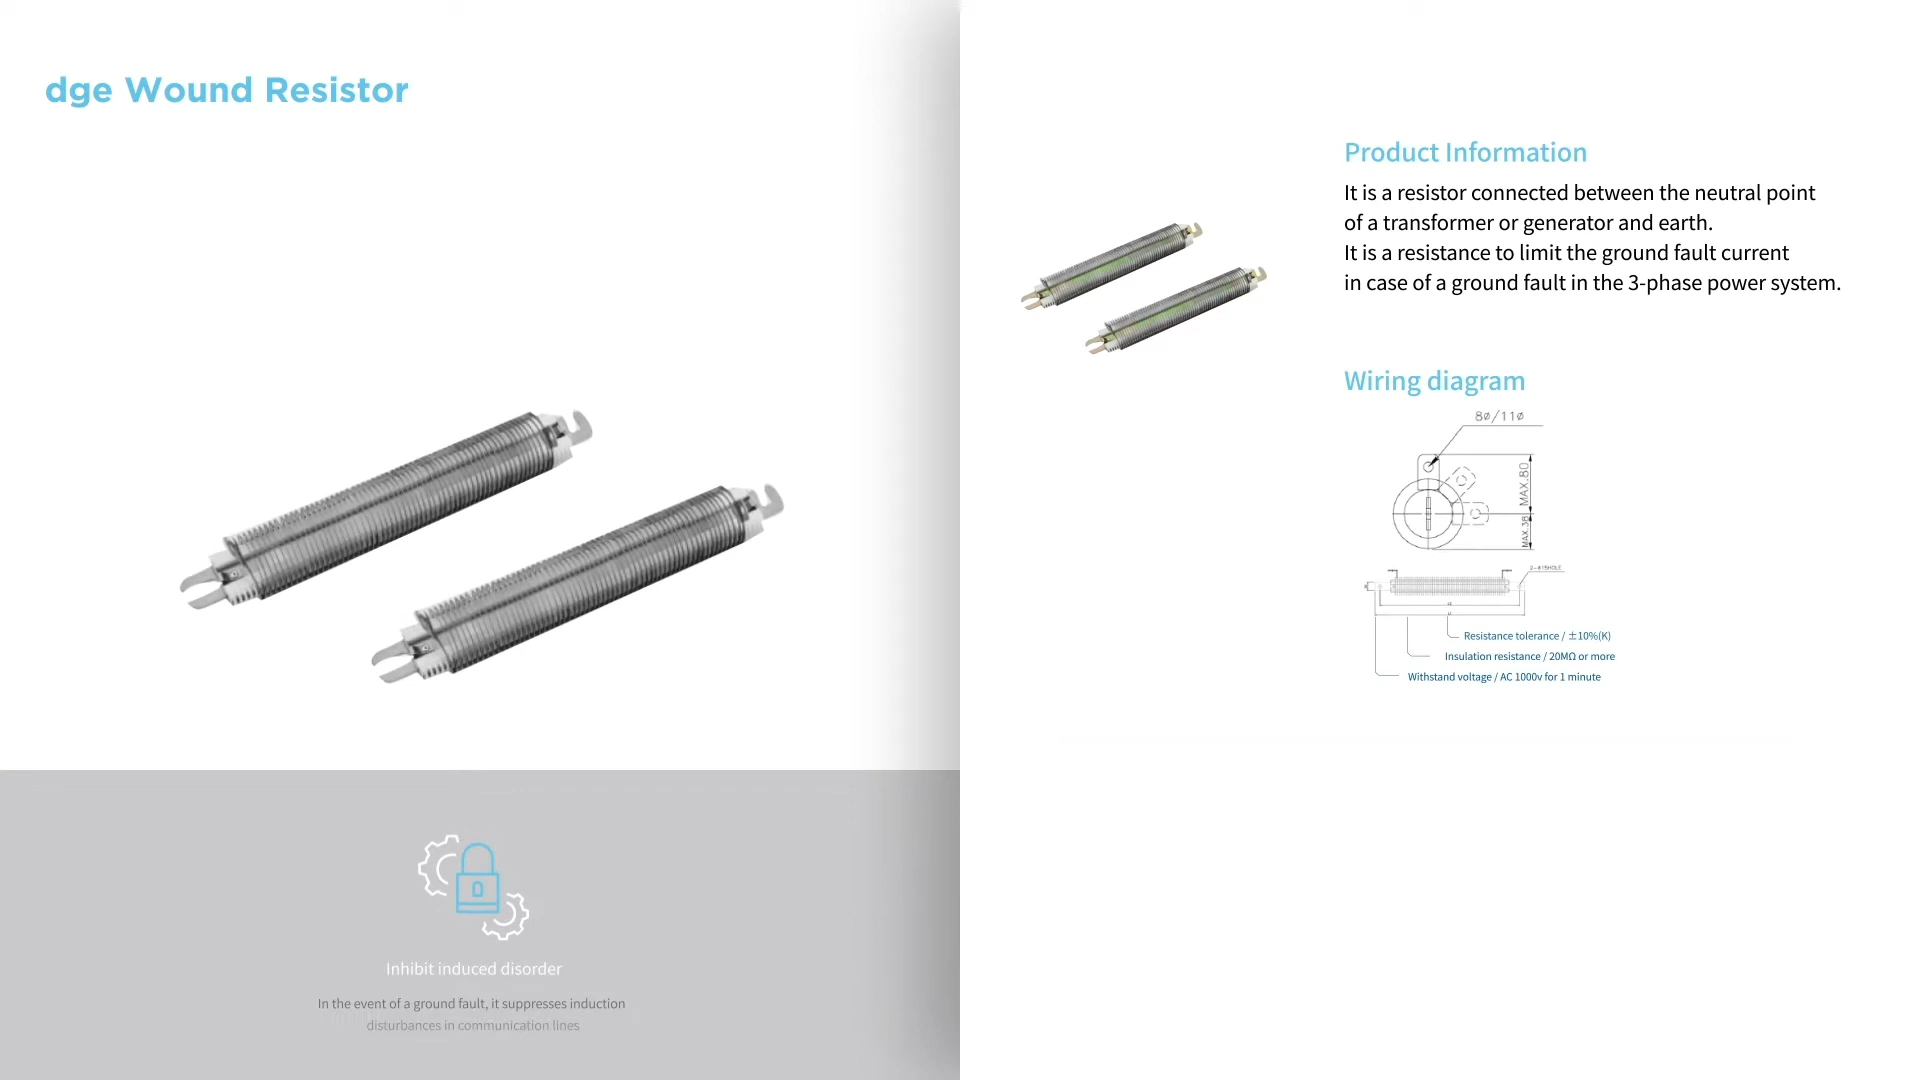 dge Wound Resistor
Inhibit induced disorder
In the event of a ground fault, it suppresses induction
disturbances in communication lines
Product Information
It is a resistor connected between the neutral point
of a transformer or generator and earth.
It is a resistance to limit the ground fault current
in case of a ground fault in the 3-phase power system.
Wiring diagram
8ø/11ø
MAX.80
MAX.38
2-ø15HOLE
Resistance tolerance / ±10%(K)
Insulation resistance / 20MΩ or more
Withstand voltage / AC 1000v for 1 minute